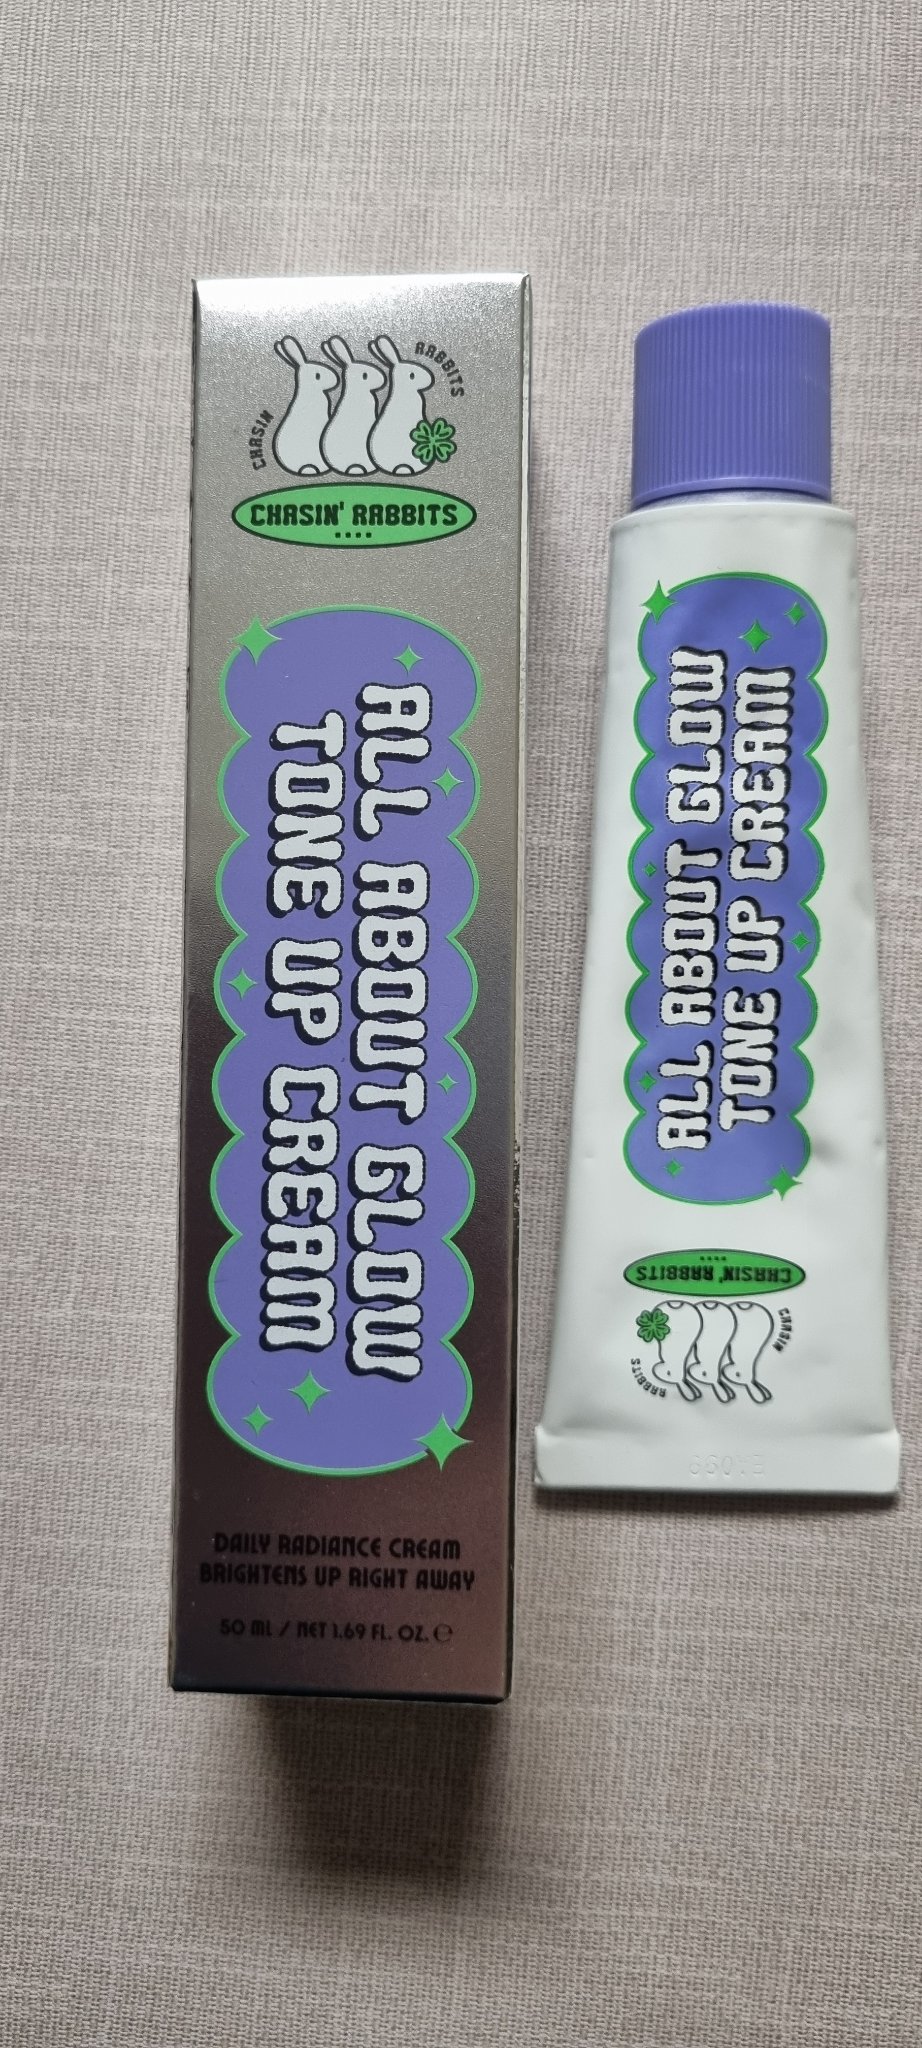 CHASIN
RABBITS
CHASIN' RABBITS
ALL ABOUT GLOW
TONE UP CREAM
DAILY RADIANCE CREAM
BRIGHTENS UP RIGHT AWAY
50 ML / NET 1.69 FL. OZ. ℮
ALL ABOUT GLOW
TONE UP CREAM
CHASIN' RABBITS
CHASIN
RABBITS